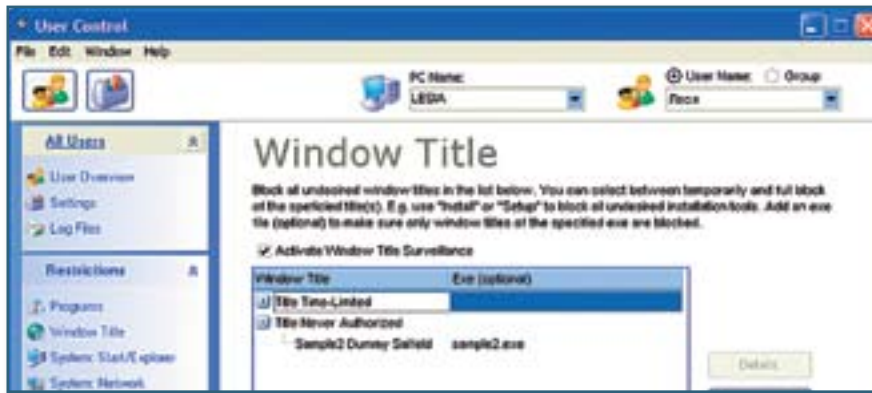 User Control
File Edit Window Help
PC Name:
LEGIA
User Name: Group
All Users
User Overview
Settings
Log Files
Window Title
Block all undesired window titles in the list below. You can select between temporarily and full block
of the specified title(s). E.g. use "Install" or "Setup" to block all undesired installation tools. Add an exe
file (optional) to make sure only window titles of the specified exe are blocked.
Activate Window Title Surveillance
Restrictions
Window Title Exe (optional)
Programs
Title Time-Limited
Window Title
Title Never Authorized
System: Start/Explorer
Sample2 Dummy Salfeld sample2.exe
System: Network
Details